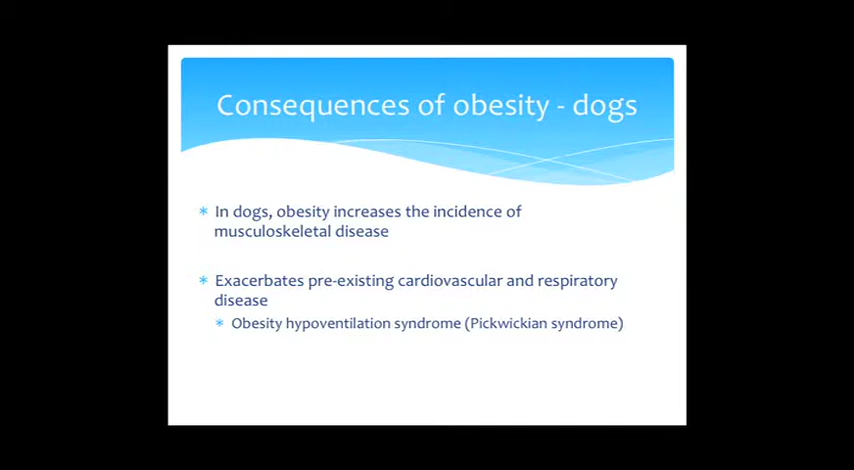 Consequences of obesity - dogs
* In dogs, obesity increases the incidence of
musculoskeletal disease
* Exacerbates pre-existing cardiovascular and respiratory
disease
* Obesity hypoventilation syndrome (Pickwickian syndrome)